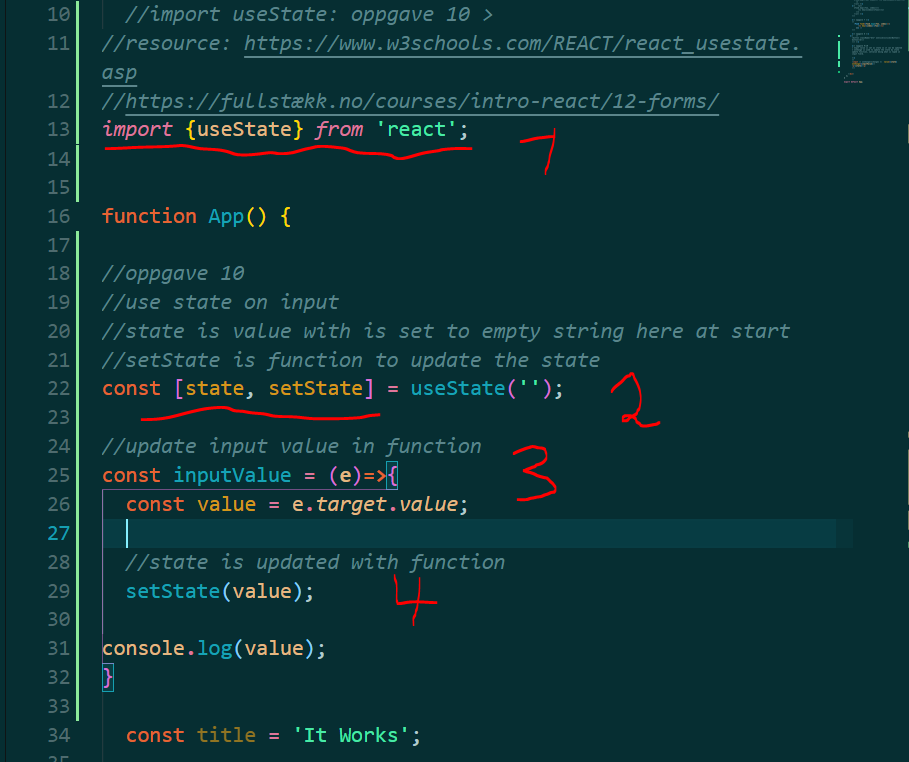 10 //import useState: oppgave 10 >
11 //resource: https://www.w3schools.com/REACT/react_usestate.
asp
12 //https://fullstækk.no/courses/intro-react/12-forms/
13 import {useState} from 'react'; 1
14
15
16 function App() {
17
18 //oppgave 10
19 //use state on input
20 //state is value with is set to empty string here at start
21 //setState is function to update the state
22 const [state, setState] = useState(''); 2
23
24 //update input value in function
25 const inputValue = (e)=>{ 3
26 const value = e.target.value;
27
28 //state is updated with function
29 setState(value); 4
30
31 console.log(value);
32 }
33
34 const title = 'It Works';